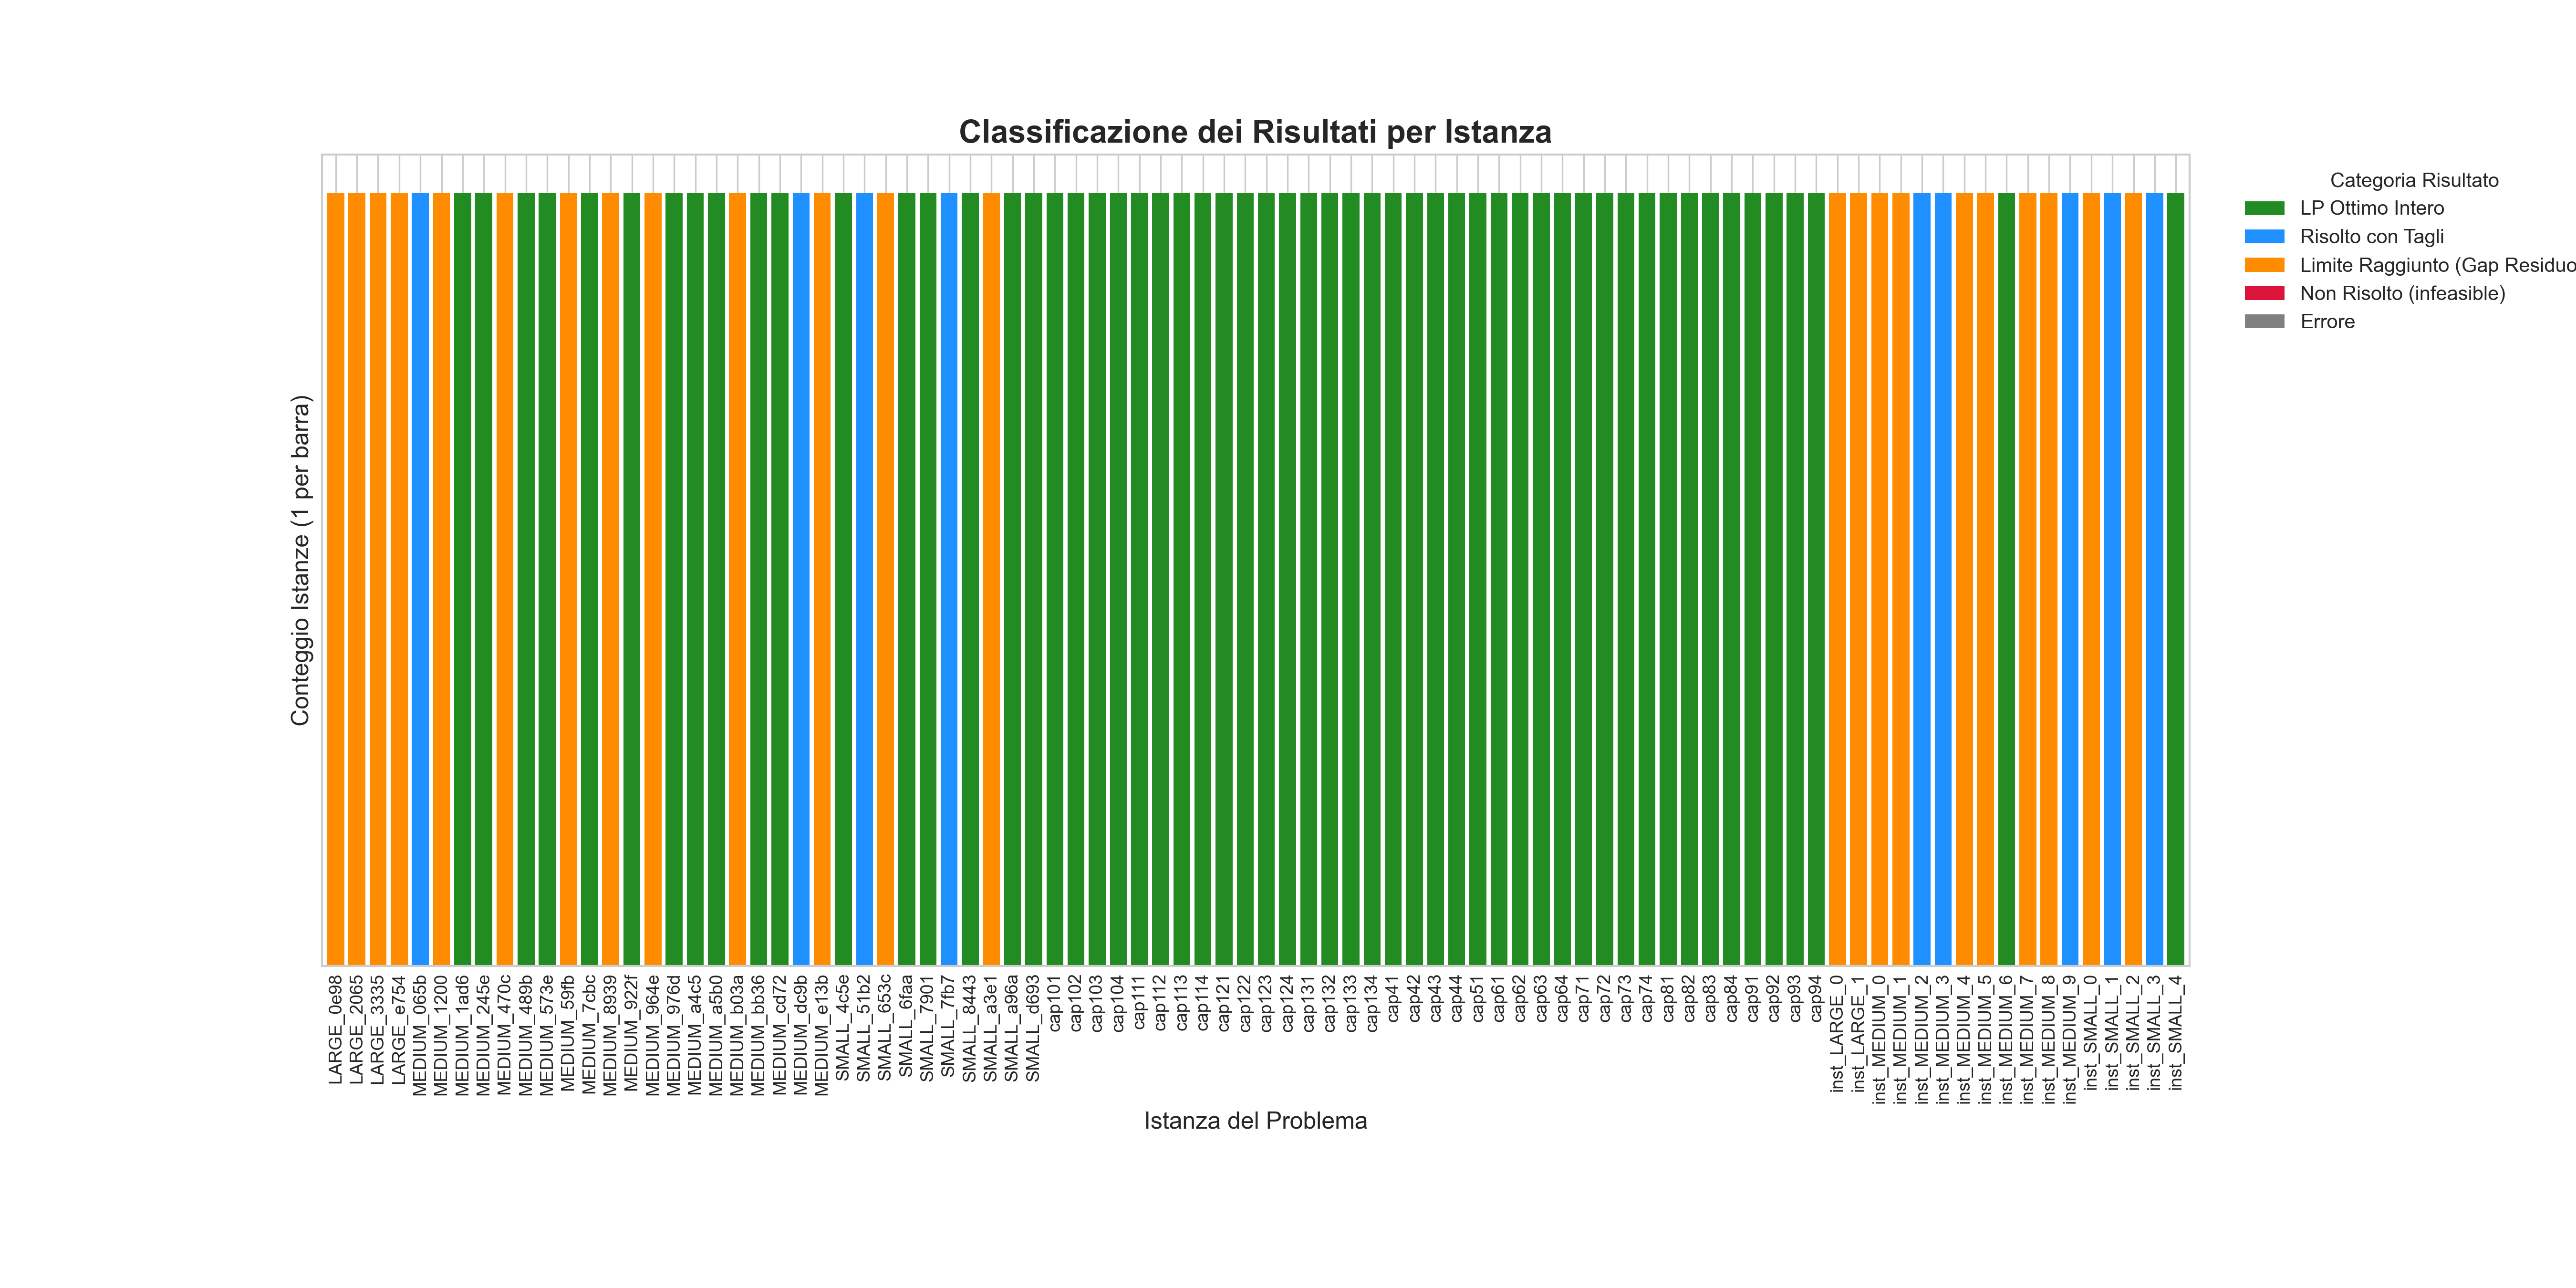 Classificazione dei Risultati per Istanza
Categoria Risultato
LP Ottimo Intero
Risolto con Tagli
Limite Raggiunto (Gap Residuo
Non Risolto (infeasible)
Errore
Conteggio Istanze (1 per barra)
LARGE_0e98
LARGE_2065
LARGE_3335
LARGE_e754
MEDIUM_065b
MEDIUM_1200
MEDIUM_1ad6
MEDIUM_245e
MEDIUM_470c
MEDIUM_489b
MEDIUM_573e
MEDIUM_59fb
MEDIUM_7cbc
MEDIUM_8939
MEDIUM_922f
MEDIUM_964e
MEDIUM_976d
MEDIUM_a4c5
MEDIUM_a5b0
MEDIUM_b03a
MEDIUM_bb36
MEDIUM_cd72
MEDIUM_dc9b
MEDIUM_e13b
SMALL_4c5e
SMALL_51b2
SMALL_653c
SMALL_6faa
SMALL_7901
SMALL_7fb7
SMALL_8443
SMALL_a3e1
SMALL_a96a
SMALL_d693
cap101
cap102
cap103
cap104
cap111
cap112
cap113
cap114
cap121
cap122
cap123
cap124
cap131
cap132
cap133
cap134
cap41
cap42
cap43
cap44
cap51
cap61
cap62
cap63
cap64
cap71
cap72
cap73
cap74
cap81
cap82
cap83
cap84
cap91
cap92
cap93
cap94
inst_LARGE_0
inst_LARGE_1
inst_MEDIUM_0
inst_MEDIUM_1
inst_MEDIUM_2
inst_MEDIUM_3
inst_MEDIUM_4
inst_MEDIUM_5
inst_MEDIUM_6
inst_MEDIUM_7
inst_MEDIUM_8
inst_MEDIUM_9
inst_SMALL_0
inst_SMALL_1
inst_SMALL_2
inst_SMALL_3
inst_SMALL_4
Istanza del Problema